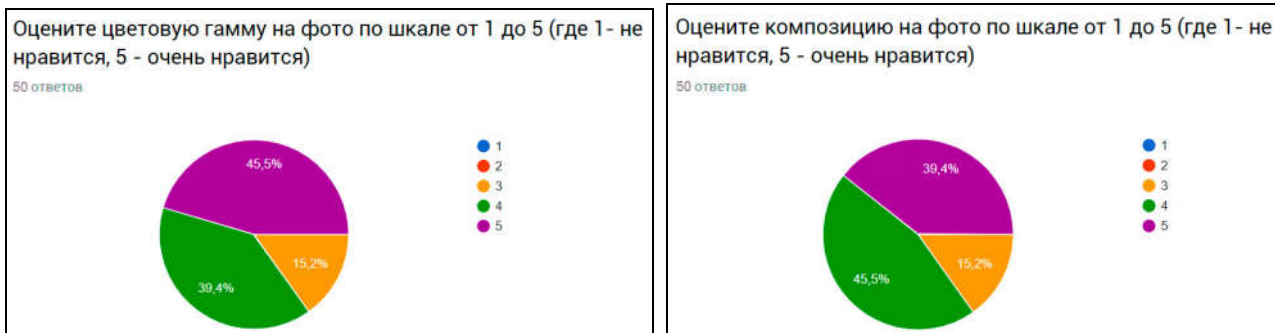 Оцените цветовую гамму на фото по шкале от 1 до 5 (где 1- не
нравится, 5 - очень нравится)
50 ответов
45,5%
39,4%
15,2%
1
2
3
4
5
Оцените композицию на фото по шкале от 1 до 5 (где 1- не
нравится, 5 - очень нравится)
50 ответов
39,4%
45,5%
15,2%
1
2
3
4
5